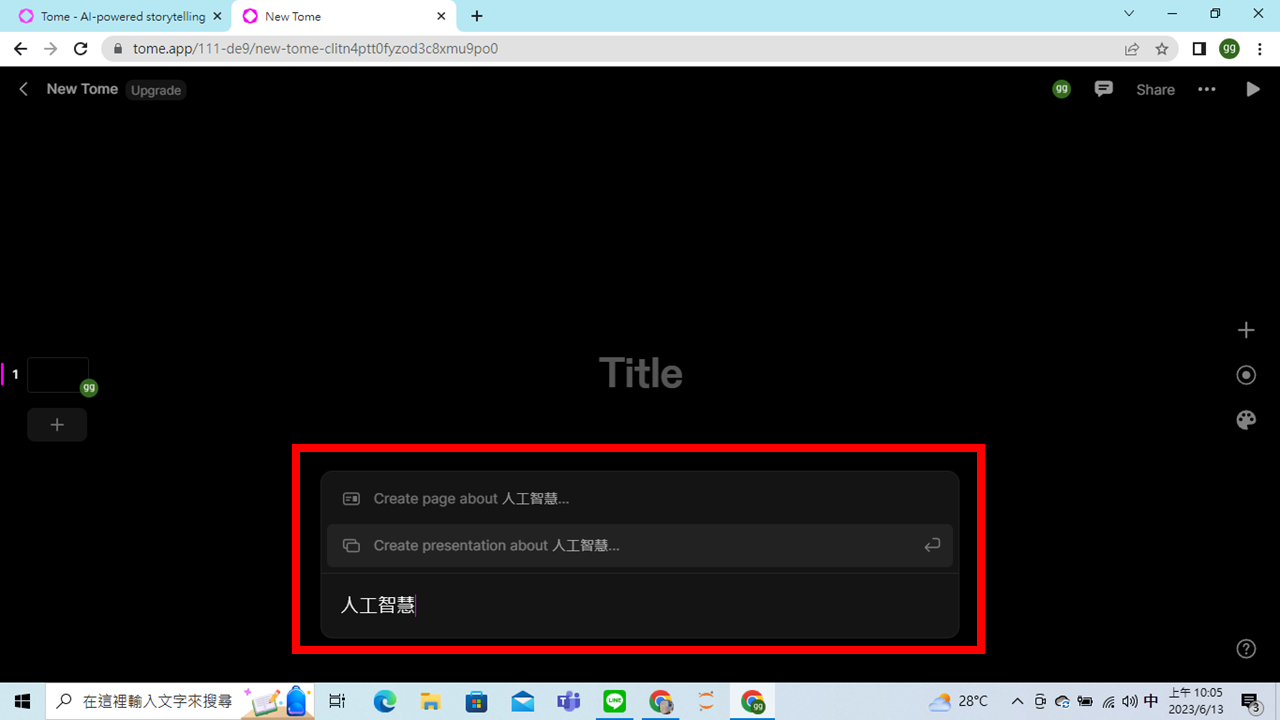 Tome - AI-powered storytelling
New Tome
tome.app/111-de9/new-tome-clitn4ptt0fyzod3c8xmu9po0
gg
New Tome
Upgrade
gg
Share
Title
1
gg
Create page about 人工智慧...
Create presentation about 人工智慧...
人工智慧
在這裡輸入文字來搜尋
LINE
gg
28°C
中
上午 10:05
2023/6/13
3